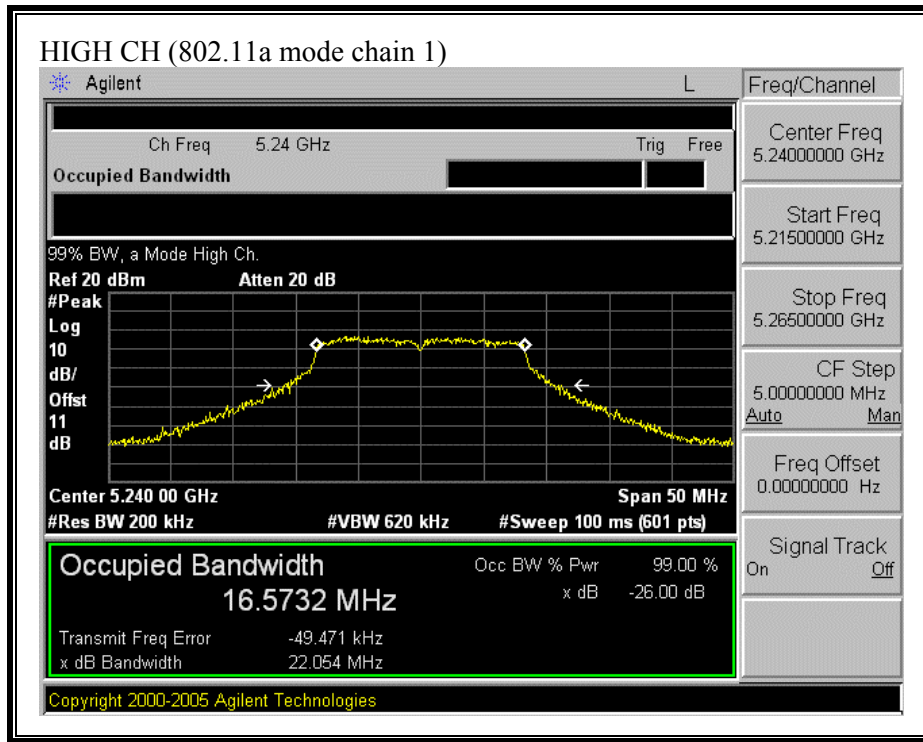 HIGH CH (802.11a mode chain 1)
Agilent L Freq/Channel
Ch Freq 5.24 GHz Trig Free
Occupied Bandwidth
Center Freq
5.24000000 GHz
Start Freq
5.21500000 GHz
Stop Freq
5.26500000 GHz
CF Step
5.00000000 MHz
Auto Man
Freq Offset
0.00000000 Hz
Signal Track
On Off
99% BW, a Mode High Ch.
Ref 20 dBm Atten 20 dB
#Peak
Log
10
dB/
Offst
11
dB
Center 5.240 00 GHz Span 50 MHz
#Res BW 200 kHz #VBW 620 kHz #Sweep 100 ms (601 pts)
Occupied Bandwidth Occ BW % Pwr 99.00 %
16.5732 MHz x dB -26.00 dB
Transmit Freq Error -49.471 kHz
x dB Bandwidth 22.054 MHz
Copyright 2000-2005 Agilent Technologies